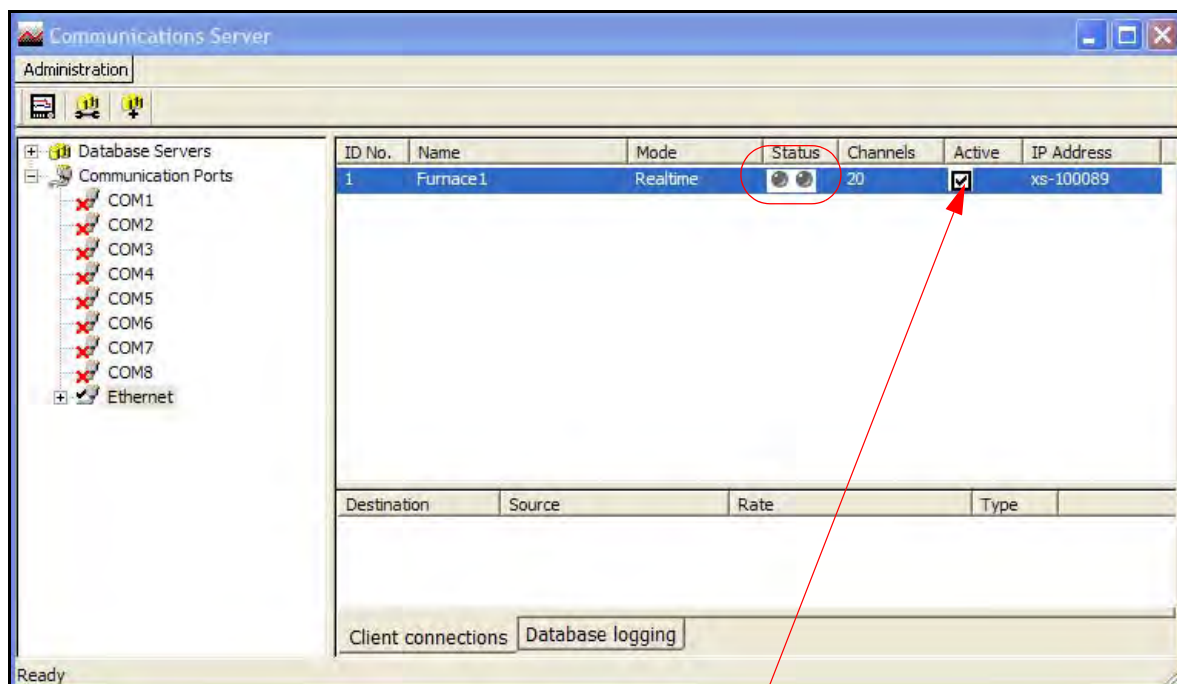 Communications Server
Administration
Database Servers
Communication Ports
COM1
COM2
COM3
COM4
COM5
COM6
COM7
COM8
Ethernet
ID No. Name Mode Status Channels Active IP Address
1 Furnace1 Realtime 20 xs-100089
Destination Source Rate Type
Client connections Database logging
Ready